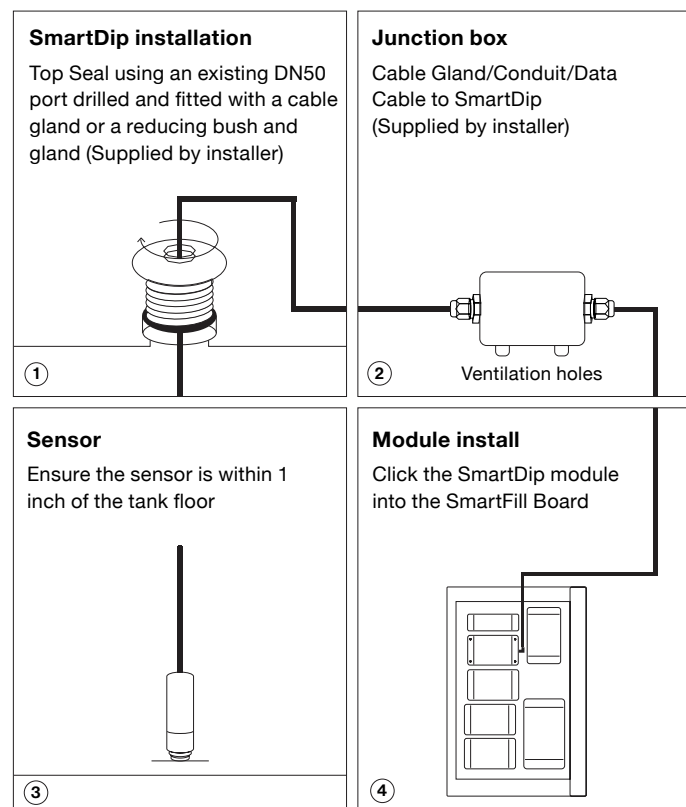 SmartDip installation
Top Seal using an existing DN50
port drilled and fitted with a cable
gland or a reducing bush and
gland (Supplied by installer)
1
Junction box
Cable Gland/Conduit/Data
Cable to SmartDip
(Supplied by installer)
Ventilation holes
2
Sensor
Ensure the sensor is within 1
inch of the tank floor
3
Module install
Click the SmartDip module
into the SmartFill Board
4